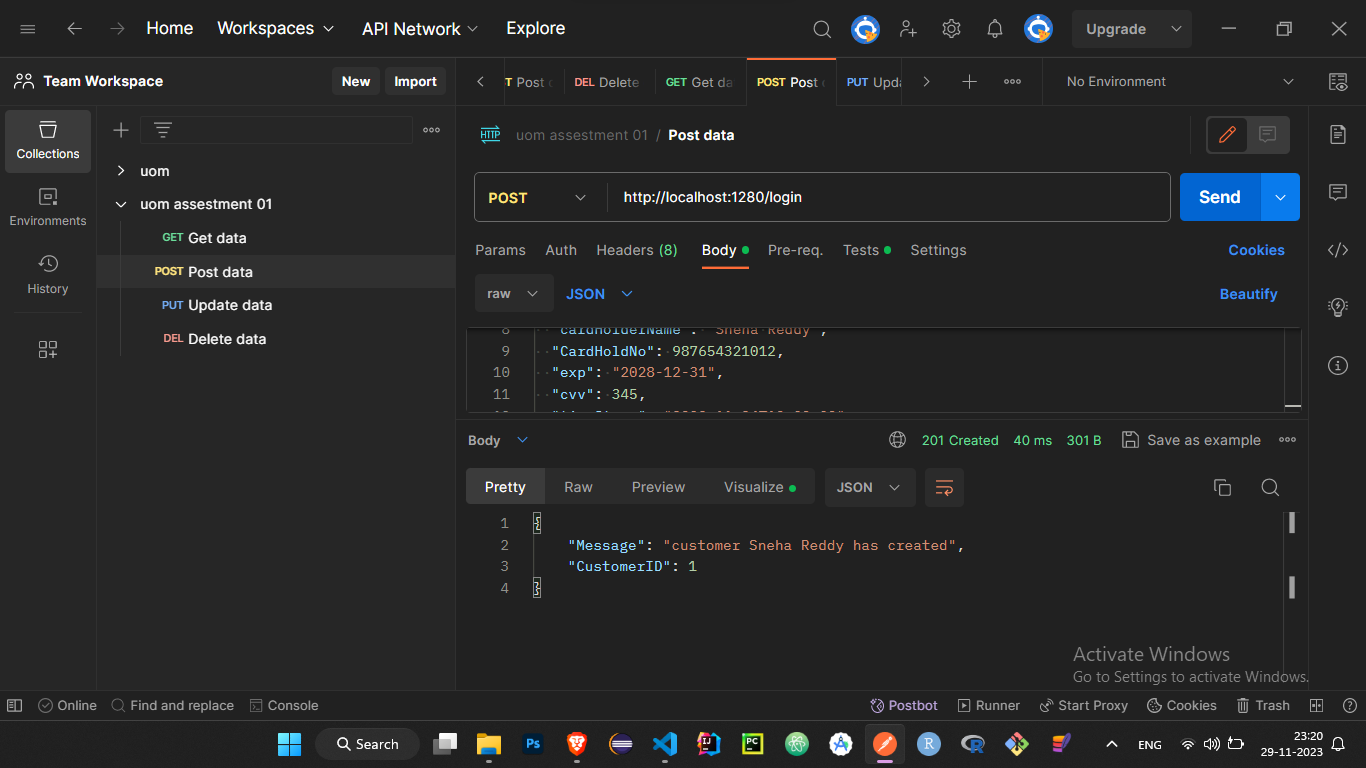 Home
Workspaces
API Network
Explore
Upgrade
Team Workspace
New
Import
T Post
DEL Delete
GET Get da
POST Post
PUT Upda
No Environment
Collections
Environments
History
uom
uom assestment 01
GET Get data
POST Post data
PUT Update data
DEL Delete data
HTTP
uom assestment 01 / Post data
POST
http://localhost:1280/login
Send
Params
Auth
Headers (8)
Body
Pre-req.
Tests
Settings
Cookies
raw
JSON
Beautify
8 "cardHolderName": "Sneha Reddy",
9 "CardHoldNo": 987654321012,
10 "exp": "2028-12-31",
11 "cvv": 345,
Body
201 Created
40 ms
301 B
Save as example
Pretty
Raw
Preview
Visualize
JSON
1 {
2 "Message": "customer Sneha Reddy has created",
3 "CustomerID": 1
4 }
Activate Windows
Go to Settings to activate Windows.
Online
Find and replace
Console
Postbot
Runner
Start Proxy
Cookies
Trash
Search
Ps
IJ
PC
R
R
ENG
23:20
29-11-2023